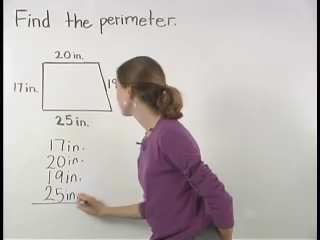 Find the perimeter.
20 in.
17 in.
25 in.
17 in.
20 in.
19 in.
25 in